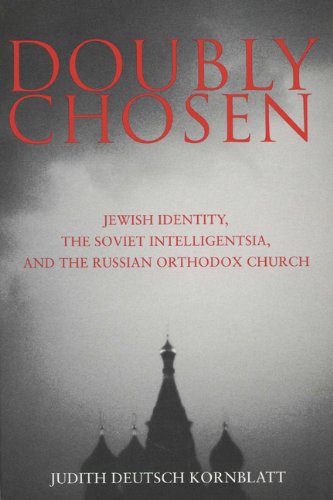 DOUBLY
CHOSEN
JEWISH IDENTITY,
THE SOVIET INTELLIGENTSIA,
AND THE RUSSIAN ORTHODOX CHURCH
JUDITH DEUTSCH KORNBLATT